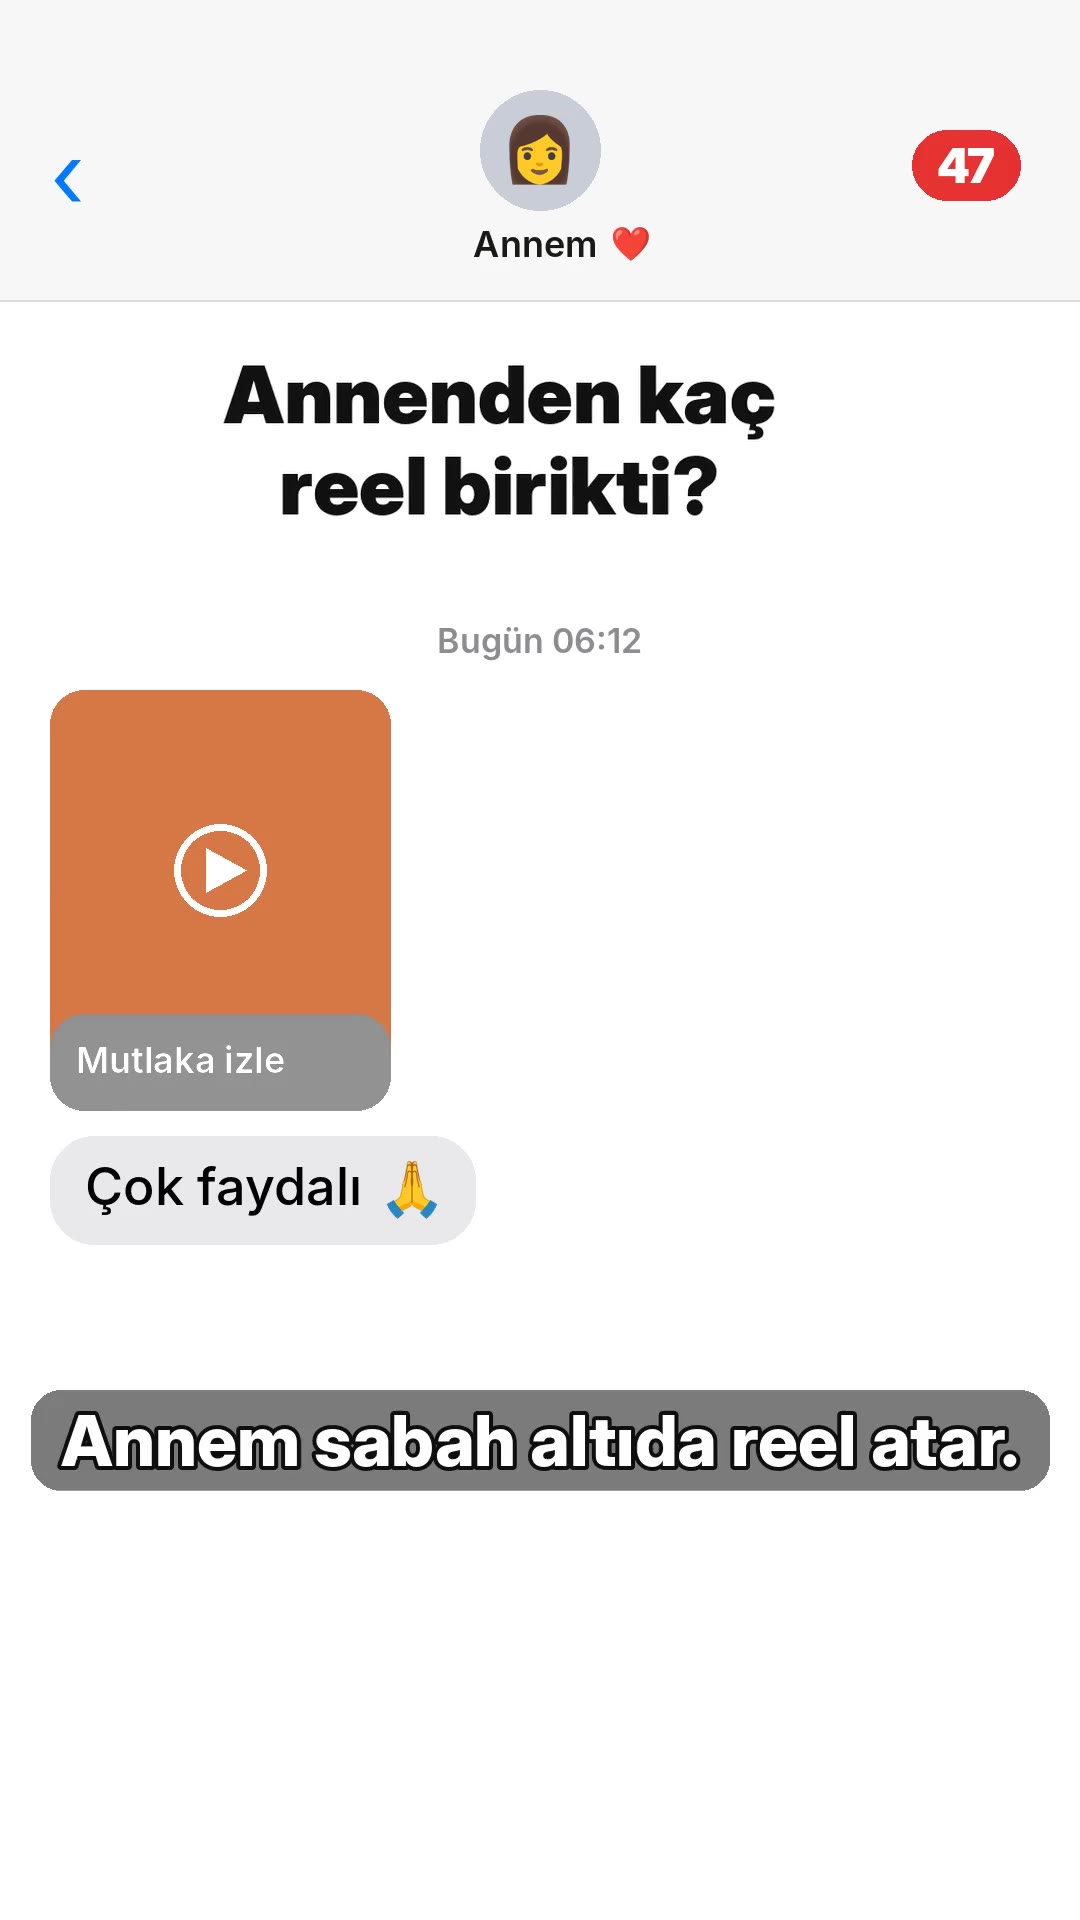 47
Annem ❤️
Annenden kaç
reel birikti?
Bugün 06:12
Mutlaka izle
Çok faydalı 🙏
Annem sabah altıda reel atar.